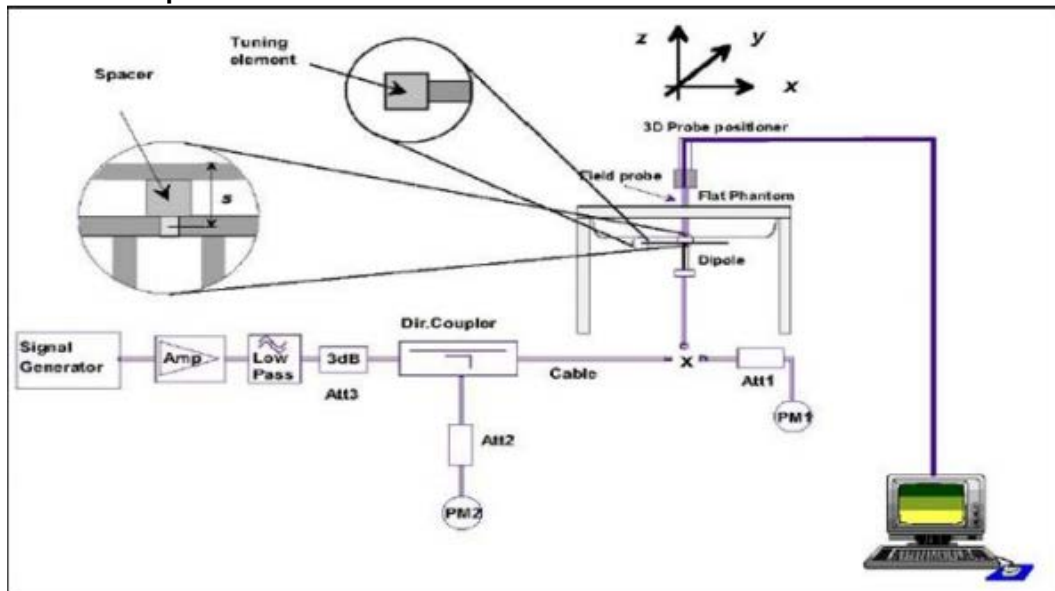 Tuning
element
Spacer
s
z
y
x
3D Probe positioner
Field probe
Flat Phantom
Dipole
Dir.Coupler
Signal
Generator
Amp
Low
Pass
3dB
Att3
Cable
x
Att1
PM1
Att2
PM2